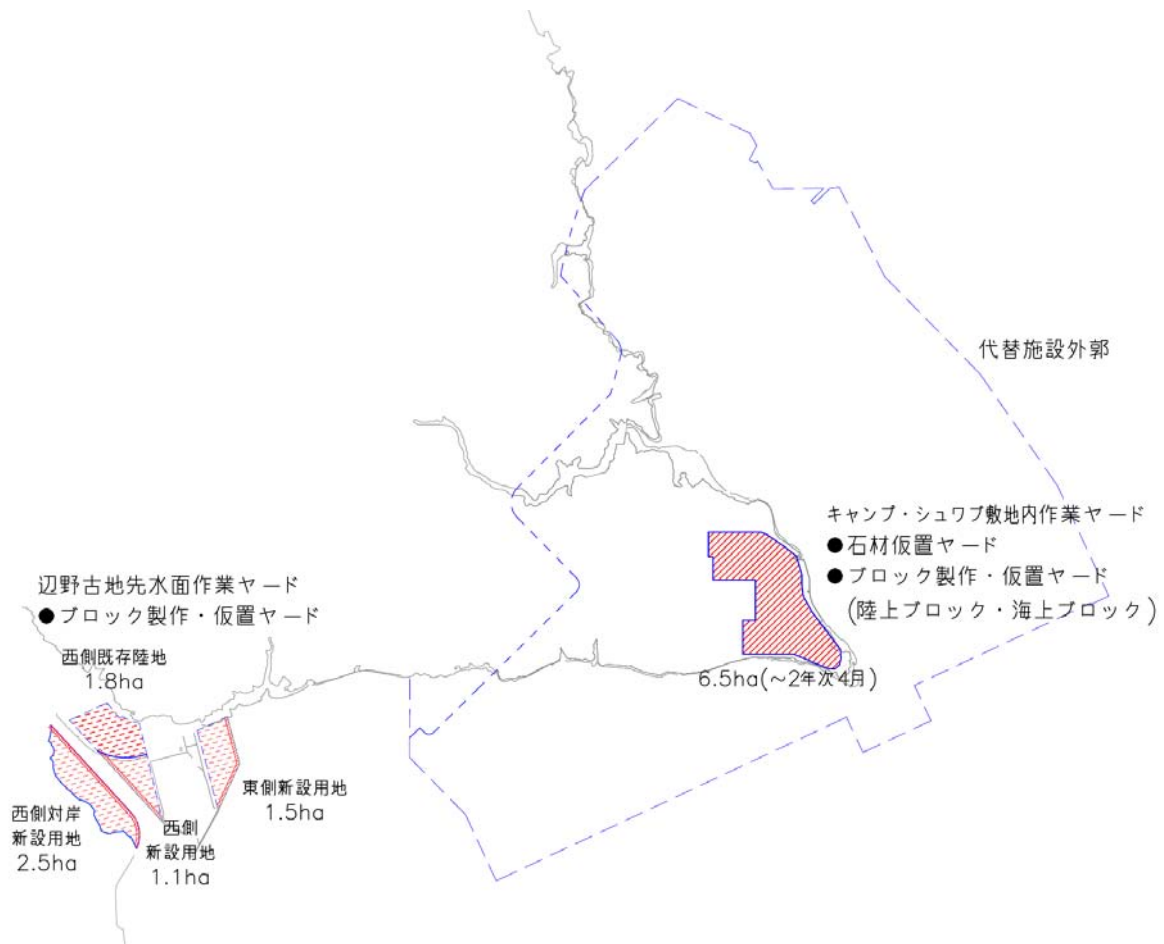 代替施設外郭
キャンプ・シュワブ敷地内作業ヤード
●石材仮置ヤード
●ブロック製作・仮置ヤード
(陸上ブロック・海上ブロック)
6.5ha(~2年次4月)
辺野古地先水面作業ヤード
●ブロック製作・仮置ヤード
西側既存陸地
1.8ha
東側新設用地
1.5ha
西側対岸
新設用地
2.5ha
西側
新設用地
1.1ha